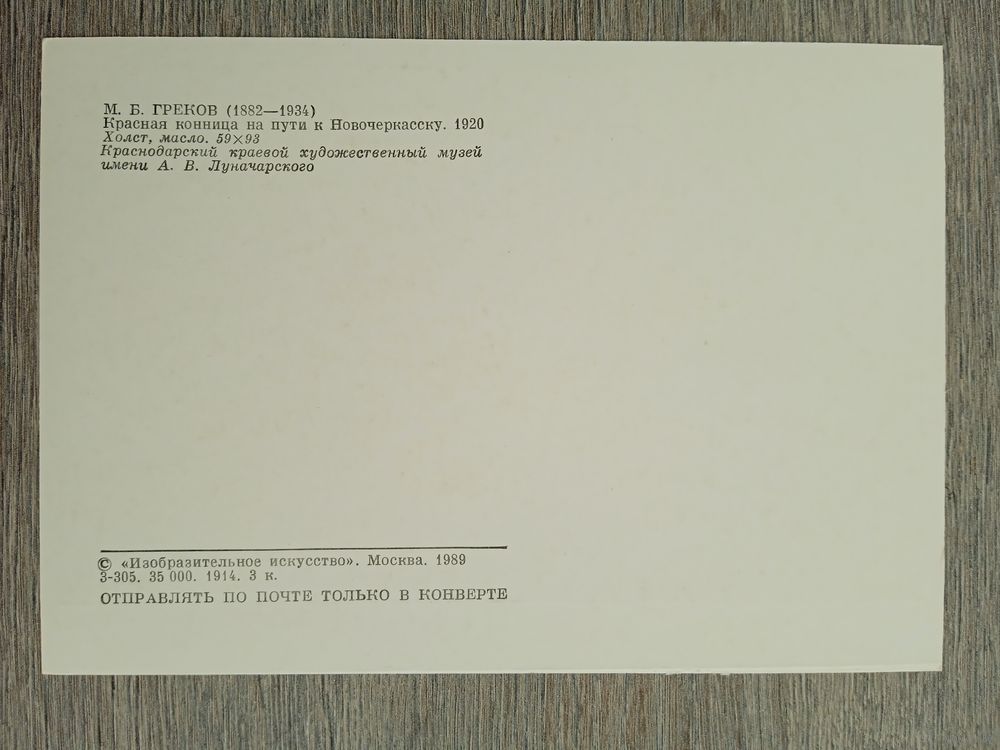 М. Б. ГРЕКОВ (1882—1934)
Красная конница на пути к Новочеркасску. 1920
Холст, масло. 59×93
Краснодарский краевой художественный музей
имени А. В. Луначарского
© «Изобразительное искусство». Москва. 1989
3-305. 35 000. 1914. 3 к.
ОТПРАВЛЯТЬ ПО ПОЧТЕ ТОЛЬКО В КОНВЕРТЕ